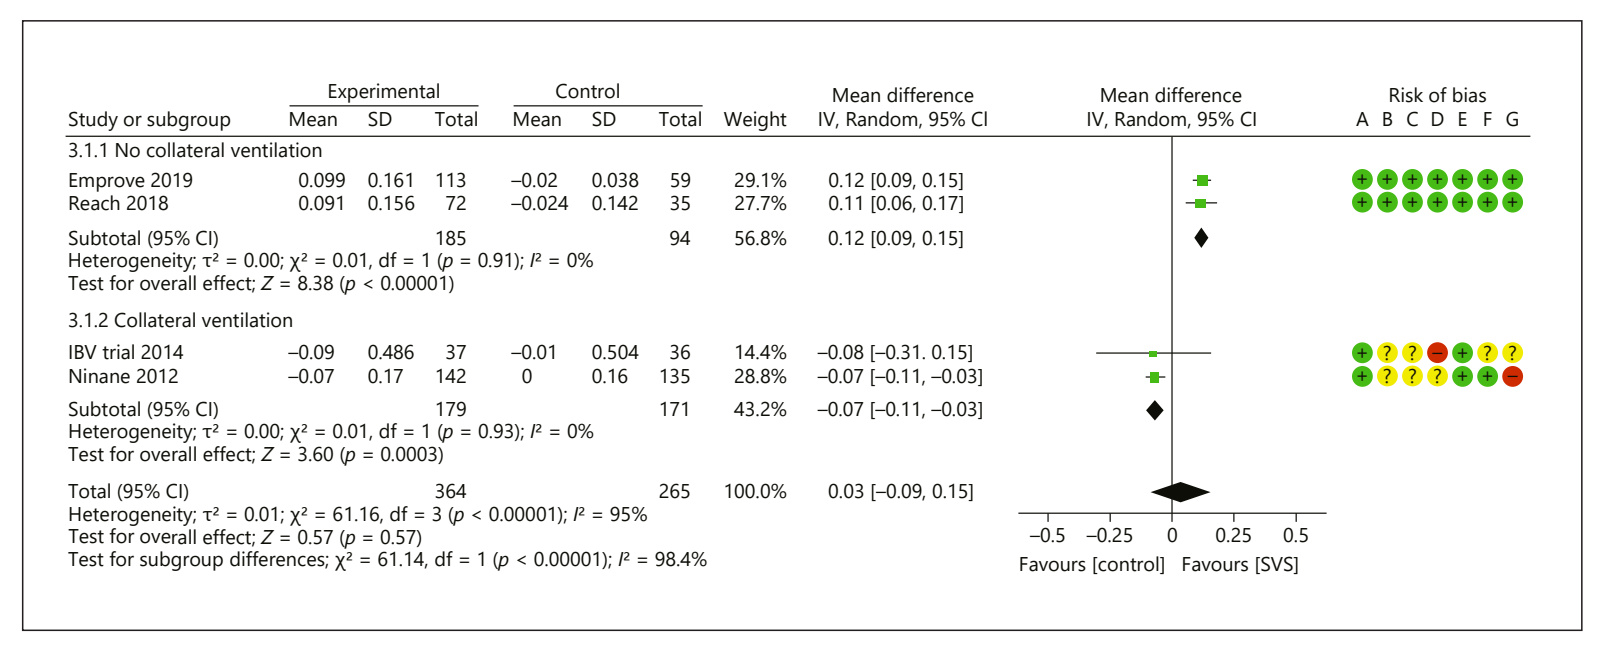 Experimental Control Mean difference Mean difference Risk of bias
Study or subgroup Mean SD Total Mean SD Total Weight IV, Random, 95% CI IV, Random, 95% CI A B C D E F G
3.1.1 No collateral ventilation
Emprove 2019 0.099 0.161 113 –0.02 0.038 59 29.1% 0.12 [0.09, 0.15] + + + + + + +
Reach 2018 0.091 0.156 72 –0.024 0.142 35 27.7% 0.11 [0.06, 0.17] + + + + + + +
Subtotal (95% CI) 185 94 56.8% 0.12 [0.09, 0.15]
Heterogeneity; τ² = 0.00; χ² = 0.01, df = 1 (p = 0.91); I² = 0%
Test for overall effect; Z = 8.38 (p < 0.00001)
3.1.2 Collateral ventilation
IBV trial 2014 –0.09 0.486 37 –0.01 0.504 36 14.4% –0.08 [–0.31. 0.15] + ? ? – + ? ?
Ninane 2012 –0.07 0.17 142 0 0.16 135 28.8% –0.07 [–0.11, –0.03] + ? ? ? + + –
Subtotal (95% CI) 179 171 43.2% –0.07 [–0.11, –0.03]
Heterogeneity; τ² = 0.00; χ² = 0.01, df = 1 (p = 0.93); I² = 0%
Test for overall effect; Z = 3.60 (p = 0.0003)
Total (95% CI) 364 265 100.0% 0.03 [–0.09, 0.15]
Heterogeneity; τ² = 0.01; χ² = 61.16, df = 3 (p < 0.00001); I² = 95%
Test for overall effect; Z = 0.57 (p = 0.57)
Test for subgroup differences; χ² = 61.14, df = 1 (p < 0.00001); I² = 98.4%
–0.5 –0.25 0 0.25 0.5
Favours [control] Favours [SVS]